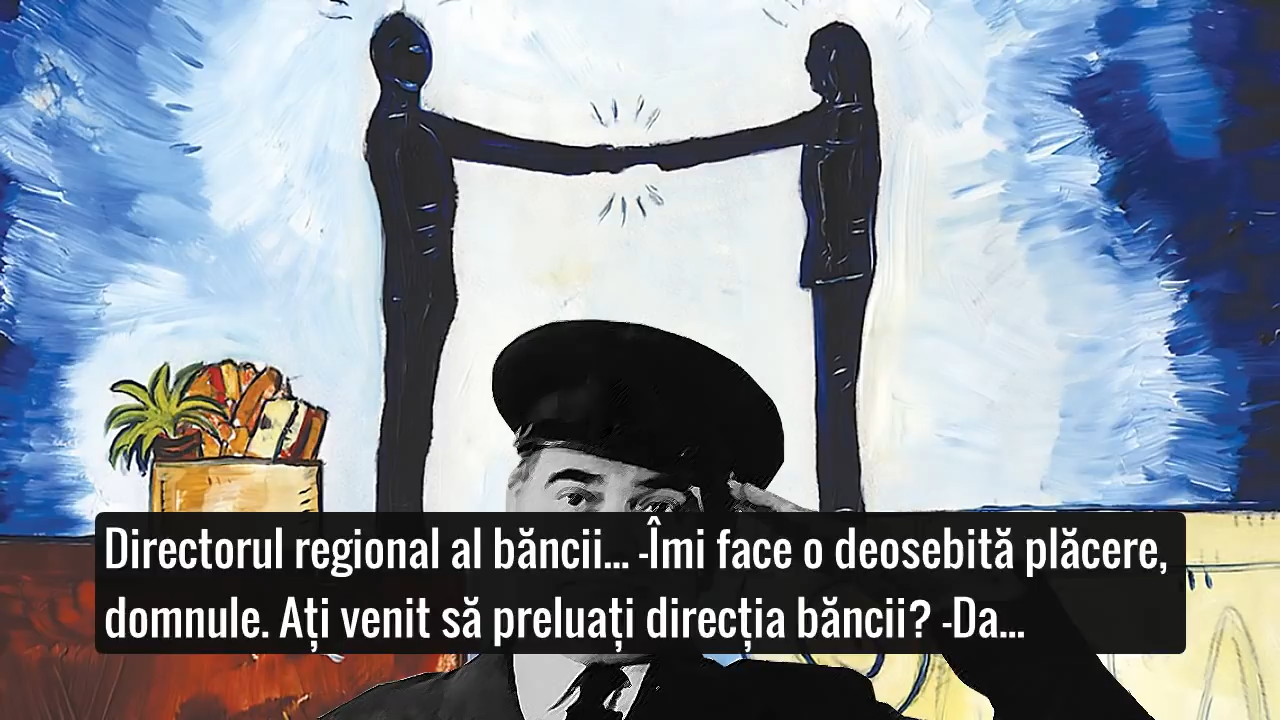 Directorul regional al băncii... -Îmi face o deosebită plăcere,
domnule. Ați venit să preluați direcția băncii? -Da...